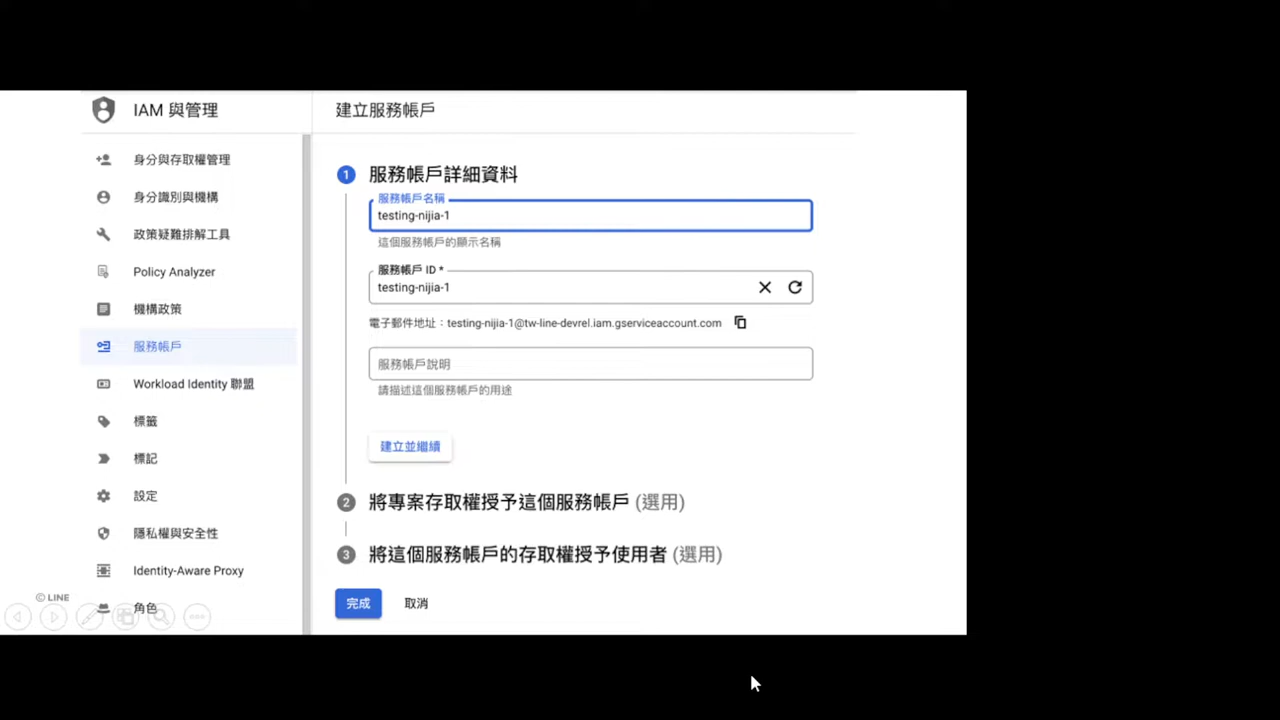 IAM 與管理
身分與存取權管理
身分識別與機構
政策疑難排解工具
Policy Analyzer
機構政策
服務帳戶
Workload Identity 聯盟
標籤
標記
設定
隱私權與安全性
Identity-Aware Proxy
角色
© LINE
建立服務帳戶
1 服務帳戶詳細資料
服務帳戶名稱
testing-nijia-1
這個服務帳戶的顯示名稱
服務帳戶 ID *
testing-nijia-1
電子郵件地址：testing-nijia-1@tw-line-devrel.iam.gserviceaccount.com
服務帳戶說明
請描述這個服務帳戶的用途
建立並繼續
2 將專案存取權授予這個服務帳戶 (選用)
3 將這個服務帳戶的存取權授予使用者 (選用)
完成 取消